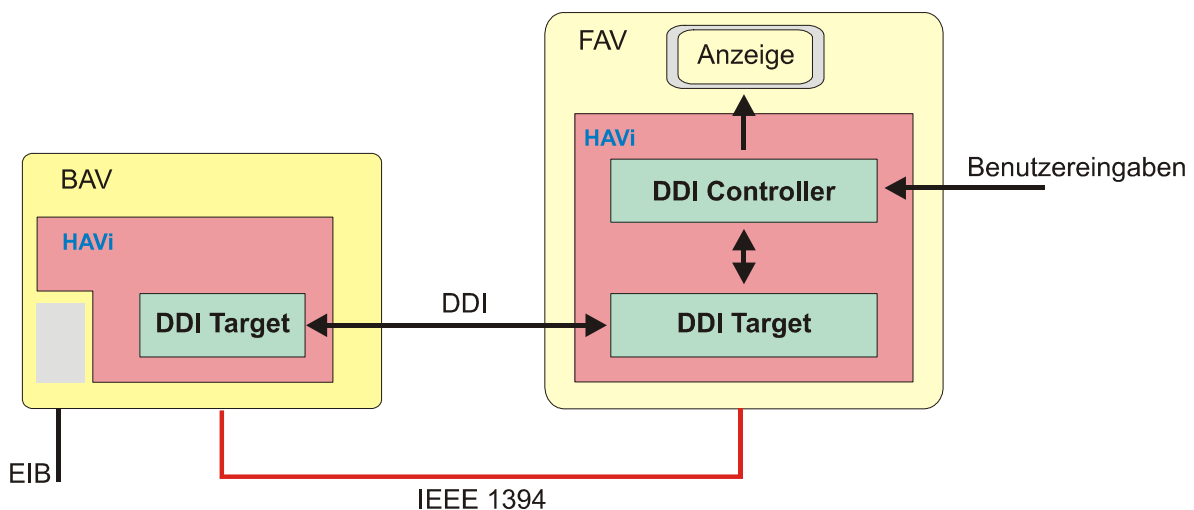 FAV
Anzeige
HAVi
DDI Controller
Benutzereingaben
BAV
HAVi
DDI Target
DDI
DDI Target
EIB
IEEE 1394